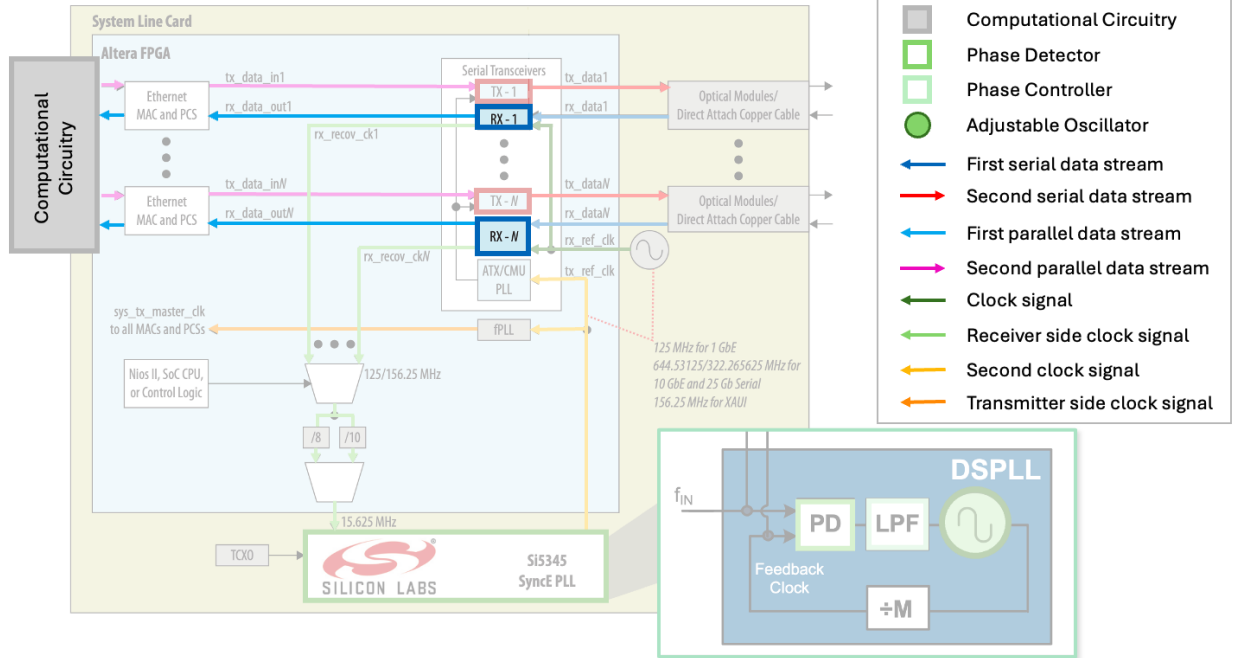 System Line Card
Altera FPGA
Serial Transceivers
Computational
Circuitry
Ethernet
MAC and PCS
tx_data_in1
rx_data_out1
rx_recov_ck1
TX - 1
RX - 1
tx_data1
rx_data1
Optical Modules/
Direct Attach Copper Cable
Ethernet
MAC and PCS
tx_data_inN
rx_data_outN
rx_recov_ckN
TX - N
RX - N
tx_dataN
rx_dataN
Optical Modules/
Direct Attach Copper Cable
rx_ref_clk
tx_ref_clk
ATX/CMU
PLL
sys_tx_master_clk
to all MACs and PCSs
fPLL
125 MHz for 1 GbE
644.53125/322.265625 MHz for
10 GbE and 25 Gb Serial
156.25 MHz for XAUI
Nios II, SoC CPU,
or Control Logic
125/156.25 MHz
/8
/10
15.625 MHz
TCXO
SILICON LABS
Si5345
SyncE PLL
Computational Circuitry
Phase Detector
Phase Controller
Adjustable Oscillator
First serial data stream
Second serial data stream
First parallel data stream
Second parallel data stream
Clock signal
Receiver side clock signal
Second clock signal
Transmitter side clock signal
DSPLL
fIN
PD
LPF
Feedback
Clock
÷M